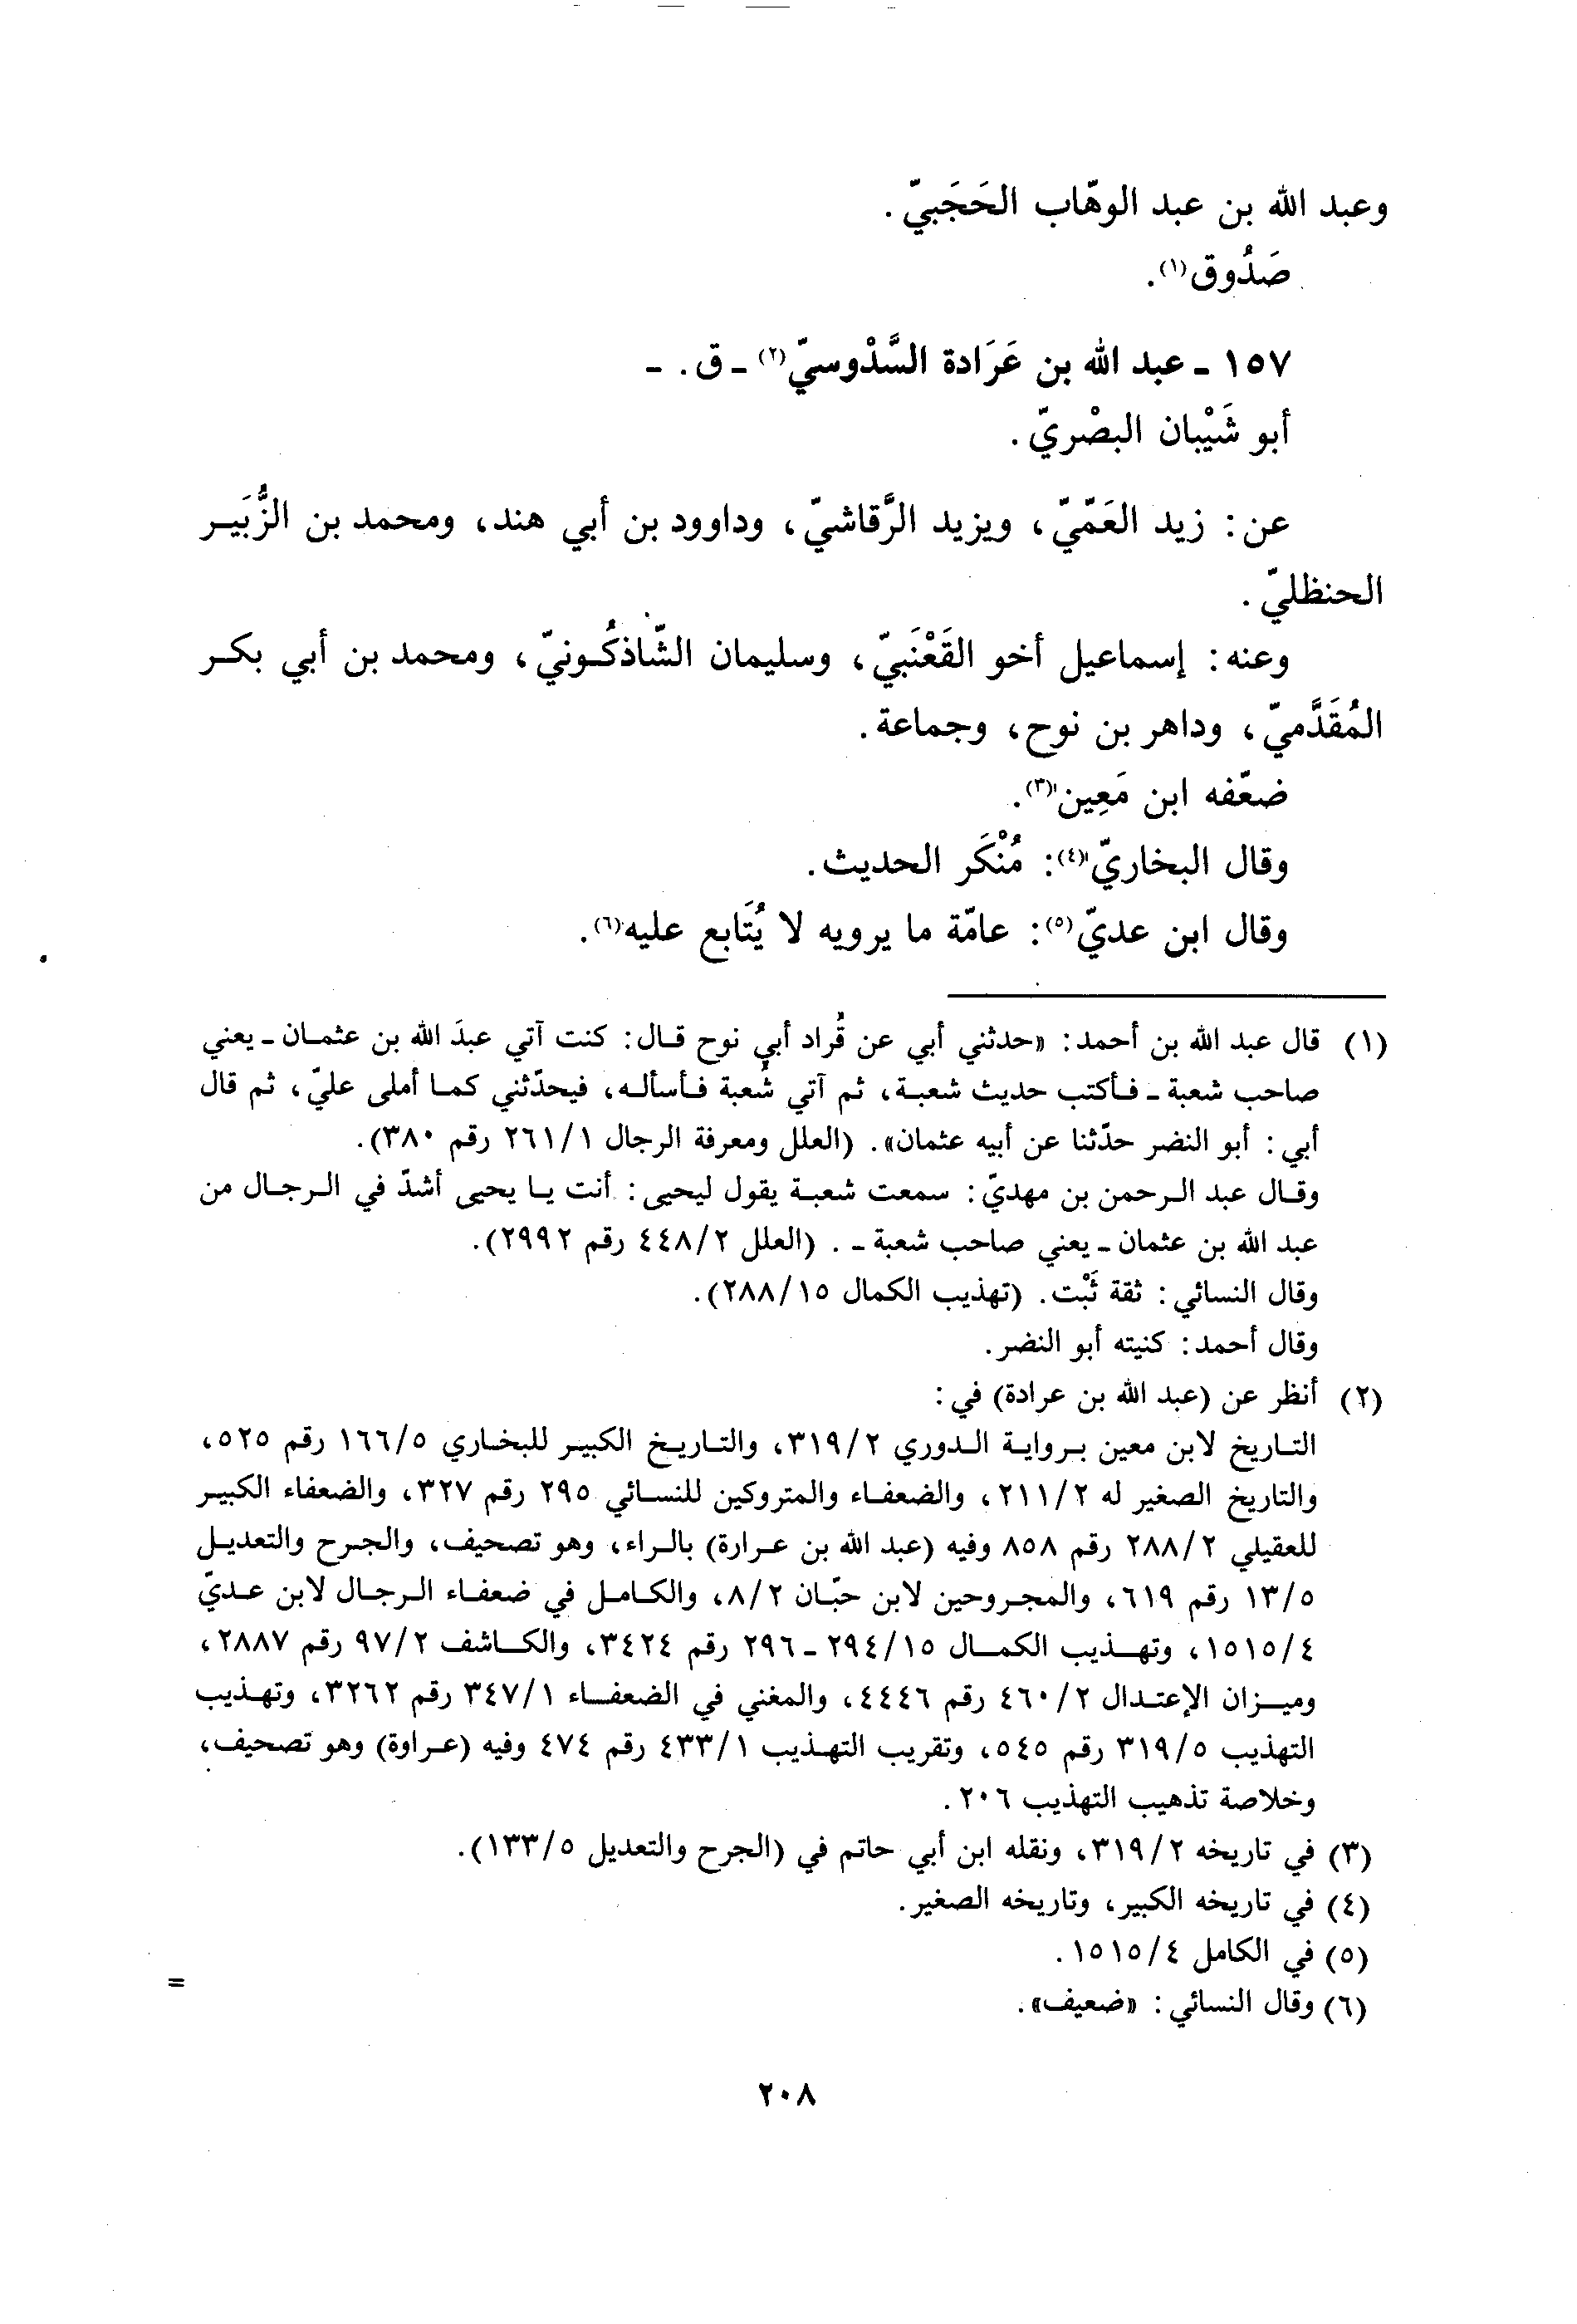 وعبد الله بن عبد الوهّاب الحَجَبيّ.
صَدُوق(١).
١٥٧ ـ عبد الله بن عَرَادة السَّدْوسيّ(٢) ـ ق. ـ
أبو شَيْبان البصْريّ.
عن: زيد العَمّيّ، ويزيد الرَّقاشيّ، وداوود بن أبي هند، ومحمد بن الزُّبَير
الحنظليّ.
وعنه: إسماعيل أخو القَعْنَبيّ، وسليمان الشّاذكُونيّ، ومحمد بن أبي بكر
المُقَدَّميّ، وداهر بن نوح، وجماعة.
ضعّفه ابن مَعِين(٣).
وقال البخاريّ(٤): مُنْكَر الحديث.
وقال ابن عديّ(٥): عامّة ما يرويه لا يُتَابع عليه(٦).
(١) قال عبد الله بن أحمد: «حدثني أبي عن قُراد أبي نوح قال: كنت آتي عبدَ الله بن عثمان ـ يعني
صاحب شعبة ـ فأكتب حديث شعبة، ثم آتي شُعبة فأسأله، فيحدّثني كما أملى عليّ، ثم قال
أبي: أبو النضر حدّثنا عن أبيه عثمان». (العلل ومعرفة الرجال ٢٦١/١ رقم ٣٨٠).
وقال عبد الرحمن بن مهديّ: سمعت شعبة يقول ليحيى: أنت يا يحيى أشدّ في الرجال من
عبد الله بن عثمان ـ يعني صاحب شعبة ـ . (العلل ٤٤٨/٢ رقم ٢٩٩٢).
وقال النسائي: ثقة ثَبْت. (تهذيب الكمال ٢٨٨/١٥).
وقال أحمد: كنيته أبو النضر.
(٢) أنظر عن (عبد الله بن عرادة) في:
التاريخ لابن معين برواية الدوري ٣١٩/٢، والتاريخ الكبير للبخاري ١٦٦/٥ رقم ٥٢٥،
والتاريخ الصغير له ٢١١/٢، والضعفاء والمتروكين للنسائي ٢٩٥ رقم ٣٢٧، والضعفاء الكبير
للعقيلي ٢٨٨/٢ رقم ٨٥٨ وفيه (عبد الله بن عرارة) بالراء، وهو تصحيف، والجرح والتعديل
١٣/٥ رقم ٦١٩، والمجروحين لابن حبّان ٨/٢، والكامل في ضعفاء الرجال لابن عديّ
١٥١٥/٤، وتهذيب الكمال ٢٩٤/١٥ ـ ٢٩٦ رقم ٣٤٢٤، والكاشف ٩٧/٢ رقم ٢٨٨٧،
وميزان الإعتدال ٤٦٠/٢ رقم ٤٤٤٦، والمغني في الضعفاء ٣٤٧/١ رقم ٣٢٦٢، وتهذيب
التهذيب ٣١٩/٥ رقم ٥٤٥، وتقريب التهذيب ٤٣٣/١ رقم ٤٧٤ وفيه (عراوة) وهو تصحيف،
وخلاصة تذهيب التهذيب ٢٠٦.
(٣) في تاريخه ٣١٩/٢، ونقله ابن أبي حاتم في (الجرح والتعديل ١٣٣/٥).
(٤) في تاريخه الكبير، وتاريخه الصغير.
(٥) في الكامل ١٥١٥/٤.
(٦) وقال النسائي: «ضعيف».
=
٢٠٨